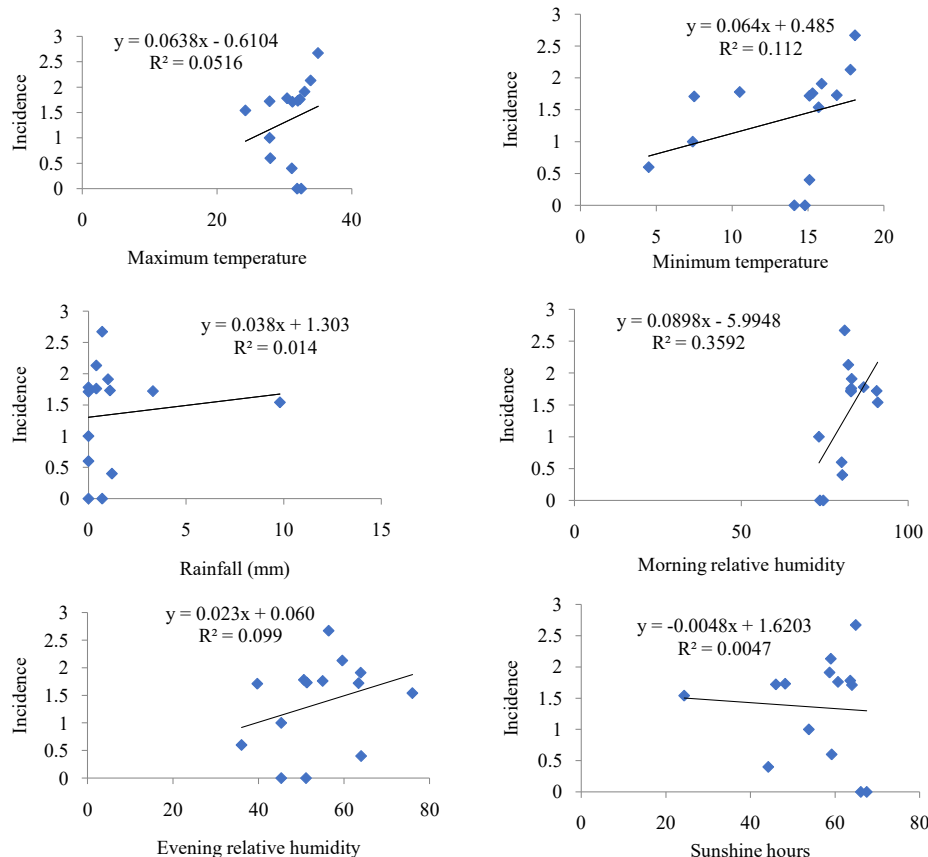 y = 0.0638x - 0.6104
R² = 0.0516
3
2.5
2
1.5
1
0.5
0
Incidence
0 20 40
Maximum temperature
y = 0.064x + 0.485
R² = 0.112
3
2.5
2
1.5
1
0.5
0
Incidence
0 5 10 15 20
Minimum temperature
y = 0.038x + 1.303
R² = 0.014
3
2.5
2
1.5
1
0.5
0
Incidence
0 5 10 15
Rainfall (mm)
y = 0.0898x - 5.9948
R² = 0.3592
3
2.5
2
1.5
1
0.5
0
Incidence
0 50 100
Morning relative humidity
y = 0.023x + 0.060
R² = 0.099
3
2.5
2
1.5
1
0.5
0
Incidence
0 20 40 60 80
Evening relative humidity
y = -0.0048x + 1.6203
R² = 0.0047
3
2.5
2
1.5
1
0.5
0
Incidence
0 20 40 60 80
Sunshine hours